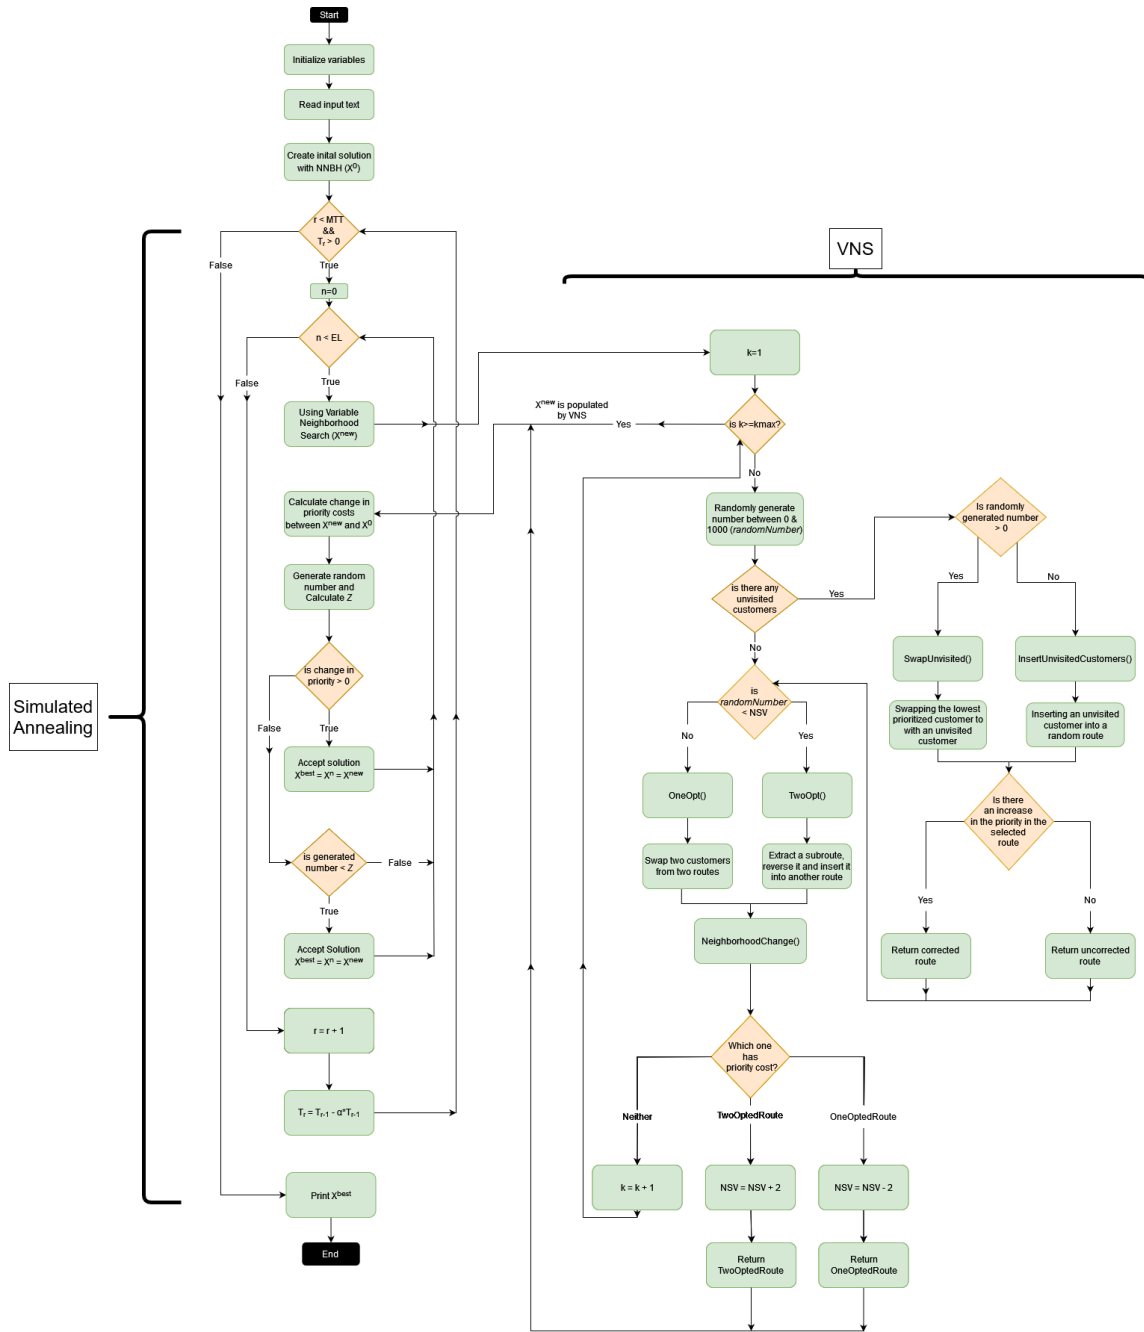 Start
Initialize variables
Read input text
Create inital solution
with NNBH (X⁰)
r < MTT
&&
Tᵣ > 0
False
True
n=0
n < EL
False
True
Using Variable
Neighborhood
Search (Xⁿᵉʷ)
Calculate change in
priority costs
between Xⁿᵉʷ and X⁰
Generate random
number and
Calculate Z
is change in
priority > 0
False
True
Accept solution
Xᵇᵉˢᵗ = Xⁿ = Xⁿᵉʷ
is generated
number < Z
False
True
Accept Solution
Xᵇᵉˢᵗ = Xⁿ = Xⁿᵉʷ
r = r + 1
Tᵣ = Tᵣ₋₁ - α*Tᵣ₋₁
Print Xᵇᵉˢᵗ
End
Simulated
Annealing
VNS
k=1
is k>=kmax?
Xⁿᵉʷ is populated
by VNS
Yes
No
Randomly generate
number between 0 &
1000 (randomNumber)
is there any
unvisited
customers
Yes
No
Is randomly
generated number
> 0
Yes
No
SwapUnvisited()
InsertUnvisitedCustomers()
Swapping the lowest
prioritized customer to
with an unvisited
customer
Inserting an unvisited
customer into a
random route
Is there
an increase
in the priority in the
selected
route
Yes
No
Return corrected
route
Return uncorrected
route
is
randomNumber
< NSV
No
Yes
OneOpt()
TwoOpt()
Swap two customers
from two routes
Extract a subroute,
reverse it and insert it
into another route
NeighborhoodChange()
Which one
has
priority cost?
Neither
TwoOptedRoute
OneOptedRoute
k = k + 1
NSV = NSV + 2
NSV = NSV - 2
Return
TwoOptedRoute
Return
OneOptedRoute